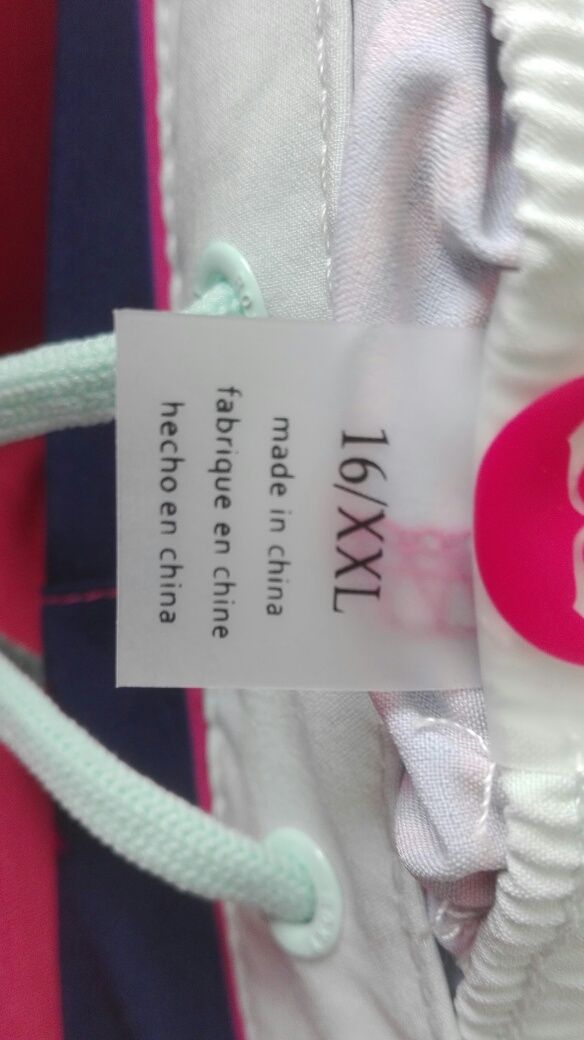 16/XXL
made in china
fabrique en chine
hecho en china